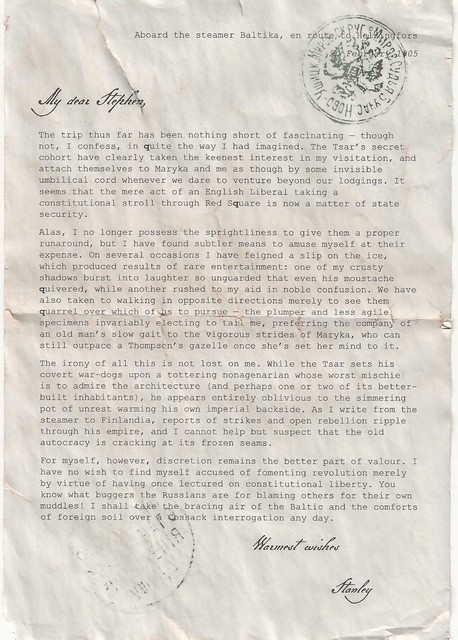 Aboard the steamer Baltika, en route to Helsingfors
February 1905
My dear Stephen,
The trip thus far has been nothing short of fascinating — though
not, I confess, in quite the way I had imagined. The Tsar's secret
cohort have clearly taken the keenest interest in my visitation, and
attach themselves to Maryka and me as though by some invisible
umbilical cord whenever we dare to venture beyond our lodgings. It
seems that the mere act of an English Liberal taking a
constitutional stroll through Red Square is now a matter of state
security.
Alas, I no longer possess the sprightliness to give them a proper
runaround, but I have found subtler means to amuse myself at their
expense. On several occasions I have feigned a slip on the ice,
which produced results of rare entertainment: one of my crusty
shadows burst into laughter so unguarded that even his moustache
quivered, while another rushed to my aid in noble confusion. We have
also taken to walking in opposite directions merely to see them
quarrel over which of us to pursue — the plumper and less agile
specimens invariably electing to tail me, preferring the company of
an old man's slow gait to the vigorous strides of Maryka, who can
still outpace a Thompson's gazelle once she's set her mind to it.
The irony of all this is not lost on me. While the Tsar sets his
covert war-dogs upon a tottering nonagenarian whose worst mischief
is to admire the architecture (and perhaps one or two of its better-
built inhabitants), he appears entirely oblivious to the simmering
pot of unrest warming his own imperial backside. As I write from the
steamer to Finlandia, reports of strikes and open rebellion ripple
through his empire, and I cannot help but suspect that the old
autocracy is cracking at its frozen seams.
For myself, however, discretion remains the better part of valour. I
have no wish to find myself accused of fomenting revolution merely
by virtue of having once lectured on constitutional liberty. You
know what buggers the Russians are for blaming others for their own
muddles! I shall take the bracing air of the Baltic and the comforts
of foreign soil over a Cossack interrogation any day.
Warmest wishes
Stanley